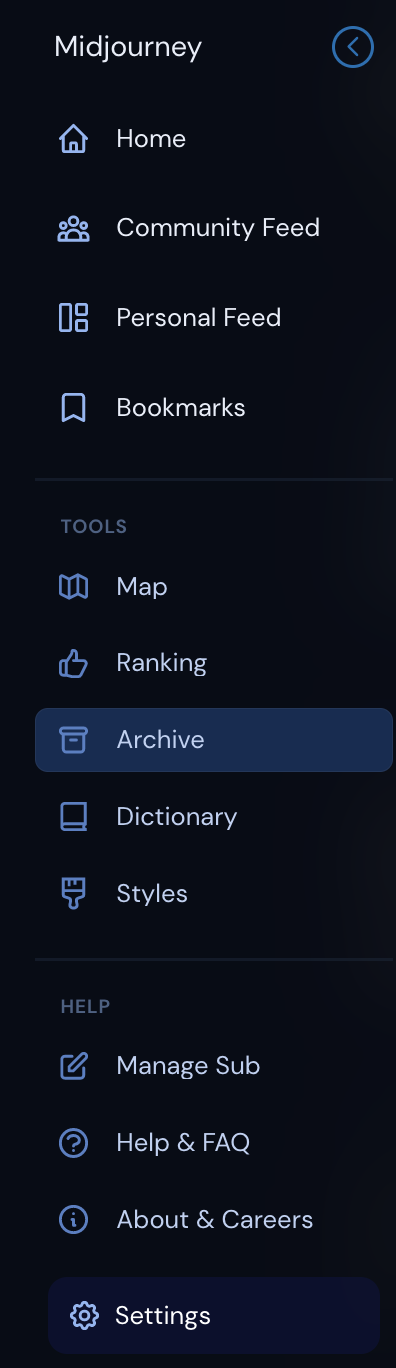 Midjourney
Home
Community Feed
Personal Feed
Bookmarks
TOOLS
Map
Ranking
Archive
Dictionary
Styles
HELP
Manage Sub
Help & FAQ
About & Careers
Settings